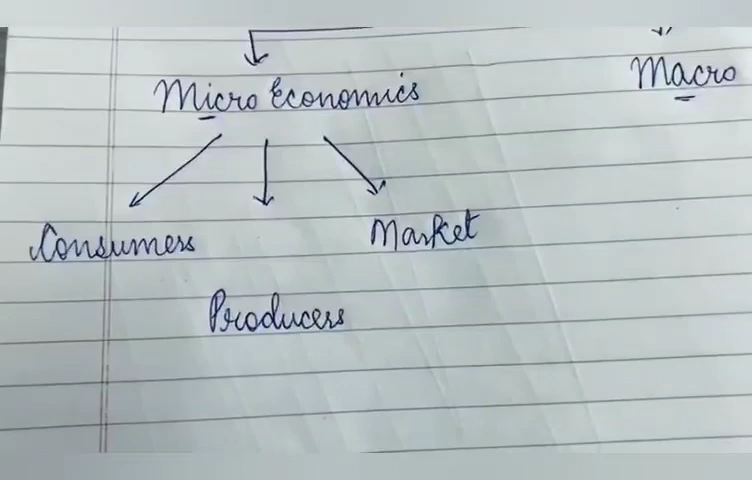 Micro Economics
Macro
Consumers
Market
Producers